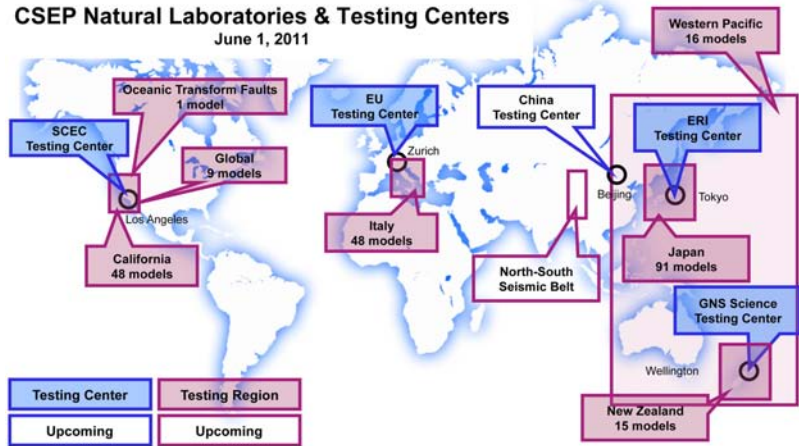 CSEP Natural Laboratories & Testing Centers
June 1, 2011
Western Pacific
16 models
Oceanic Transform Faults
1 model
SCEC
Testing Center
Global
9 models
Los Angeles
California
48 models
EU
Testing Center
Zurich
Italy
48 models
China
Testing Center
Beijing
North-South
Seismic Belt
ERI
Testing Center
Tokyo
Japan
91 models
GNS Science
Testing Center
Wellington
New Zealand
15 models
Testing Center
Testing Region
Upcoming
Upcoming